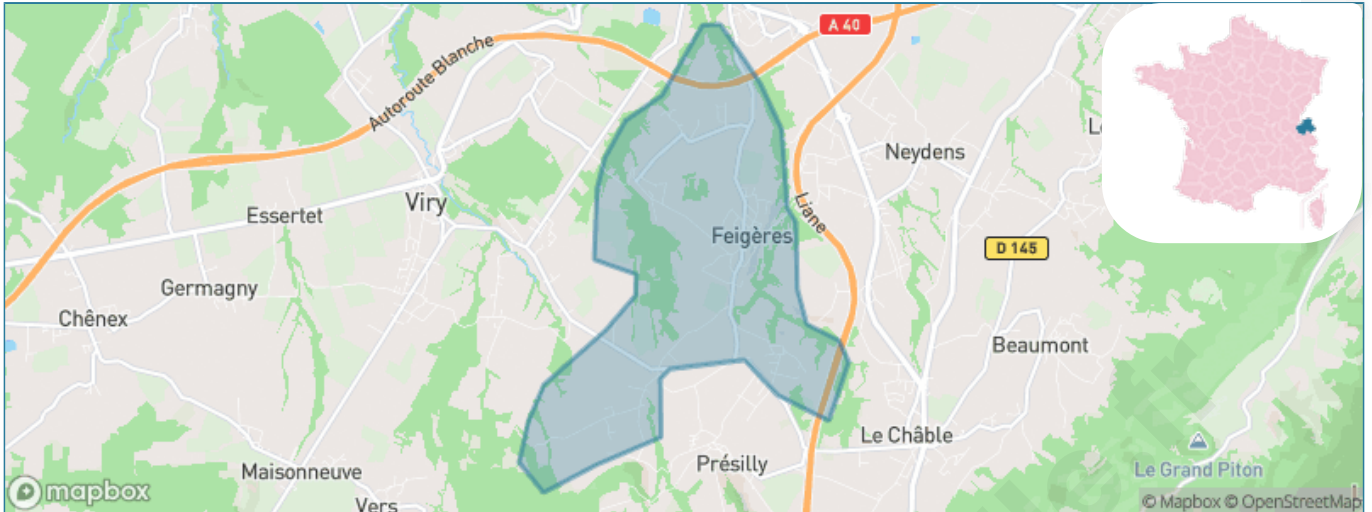 A 40
Autoroute Blanche
Neydens
Essertet
Viry
Liane
Feigères
D 145
Germagny
Chênex
Beaumont
Le Châble
Présilly
Maisonneuve
Le Grand Piton
Vers
mapbox
© Mapbox © OpenStreetMap